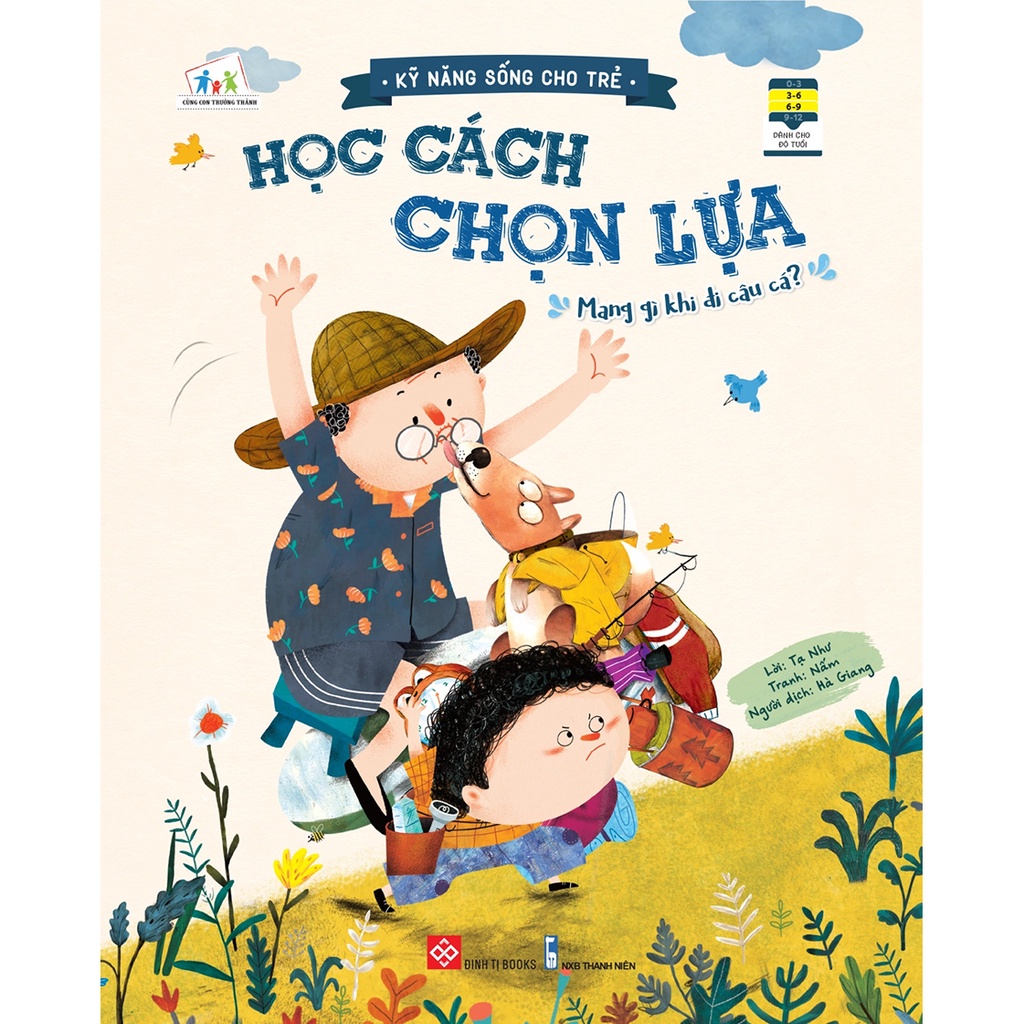 CÙNG CON TRƯỞNG THÀNH
• KỸ NĂNG SỐNG CHO TRẺ •
0-3
3-6
6-9
9-12
DÀNH CHO
ĐỘ TUỔI
HỌC CÁCH
CHỌN LỰA
Mang gì khi đi câu cá?
Lời: Tạ Như
Tranh: Nấm
Người dịch: Hà Giang
ĐINH TỊ BOOKS
NXB THANH NIÊN